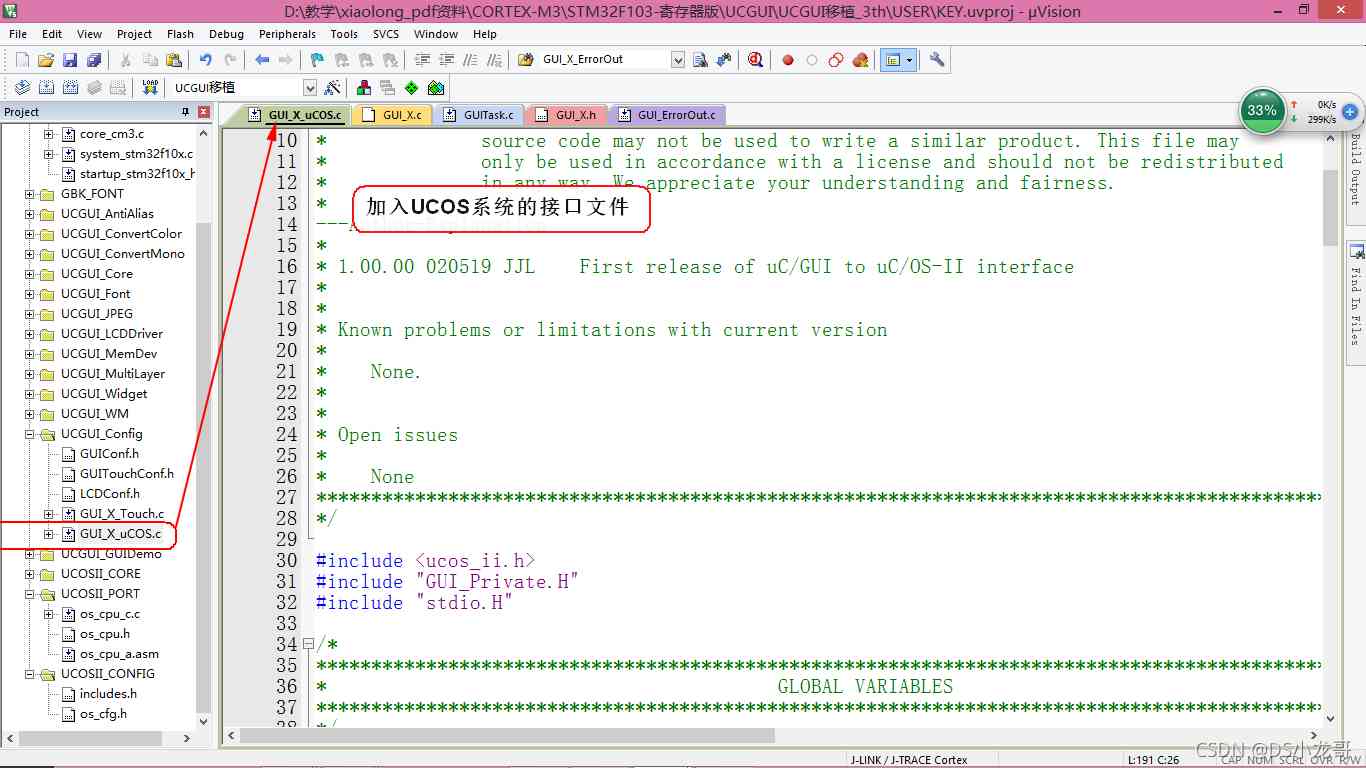 D:\教学\xiaolong_pdf资料\CORTEX-M3\STM32F103-寄存器版\UCGUI\UCGUI移植_3th\USER\KEY.uvproj - µVision
File Edit View Project Flash Debug Peripherals Tools SVCS Window Help
GUI_X_ErrorOut
LOAD UCGUI移植
Project
GUI_X_uCOS.c GUI_X.c GUITask.c GUI_X.h GUI_ErrorOut.c
33% 0K/s
299K/s
core_cm3.c
system_stm32f10x.c
startup_stm32f10x_h
GBK_FONT
UCGUI_AntiAlias
UCGUI_ConvertColor
UCGUI_ConvertMono
UCGUI_Core
UCGUI_Font
UCGUI_JPEG
UCGUI_LCDDriver
UCGUI_MemDev
UCGUI_MultiLayer
UCGUI_Widget
UCGUI_WM
UCGUI_Config
GUIConf.h
GUITouchConf.h
LCDConf.h
GUI_X_Touch.c
GUI_X_uCOS.c
UCGUI_GUIDemo
UCOSII_CORE
UCOSII_PORT
os_cpu_c.c
os_cpu.h
os_cpu_a.asm
UCOSII_CONFIG
includes.h
os_cfg.h
10 * source code may not be used to write a similar product. This file may
11 * only be used in accordance with a license and should not be redistributed
12 * in any way. We appreciate your understanding and fairness.
13 *
加入UCOS系统的接口文件
14 ---
15 *
16 * 1.00.00 020519 JJL First release of uC/GUI to uC/OS-II interface
17 *
18 *
19 * Known problems or limitations with current version
20 *
21 * None.
22 *
23 *
24 * Open issues
25 *
26 * None
27 *********************************************************************************************
28 */
29
30 #include <ucos_ii.h>
31 #include "GUI_Private.H"
32 #include "stdio.H"
33
34 /*
35 *********************************************************************************************
36 * GLOBAL VARIABLES
37 *********************************************************************************************
38 */
Build Output
Find In Files
J-LINK / J-TRACE Cortex L:191 C:26 CAP NUM SCRL OVR R/W
CSDN @DS小龙哥